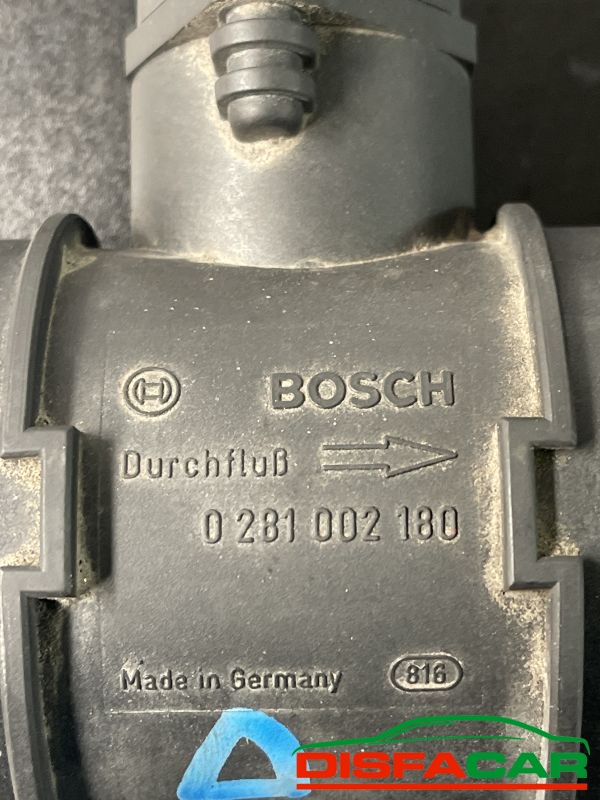 BOSCH
Durchfluß
0 281 002 180
Made in Germany 816
DISFACAR